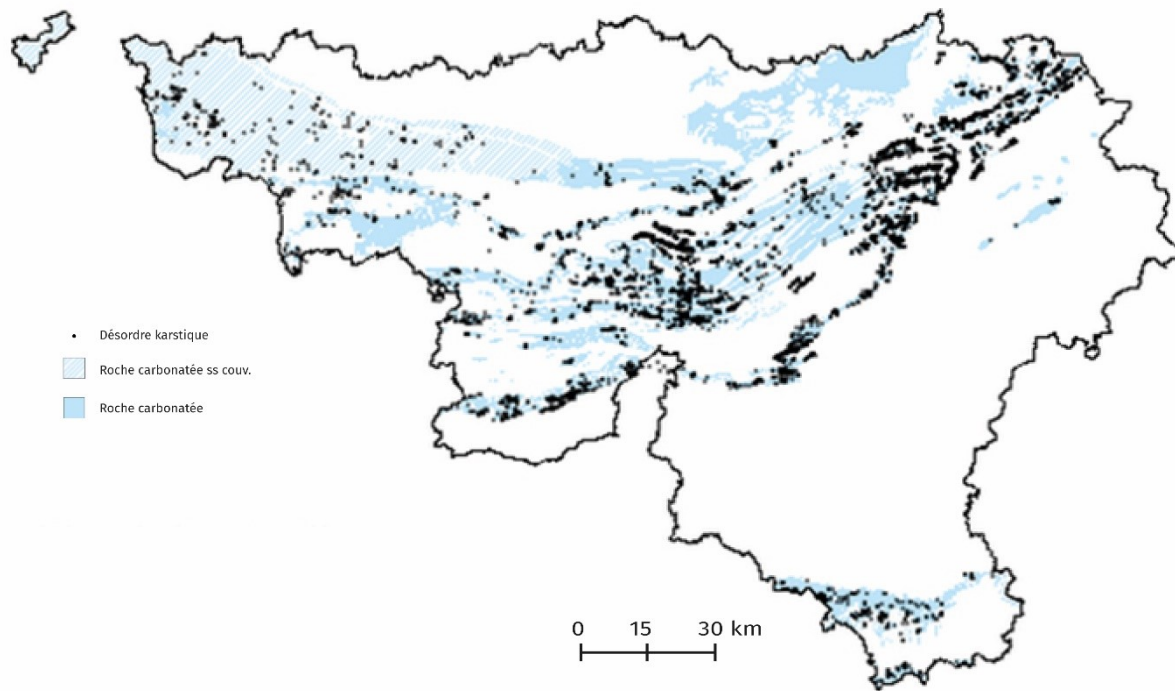 Désordre karstique
Roche carbonatée ss couv.
Roche carbonatée
0 15 30 km